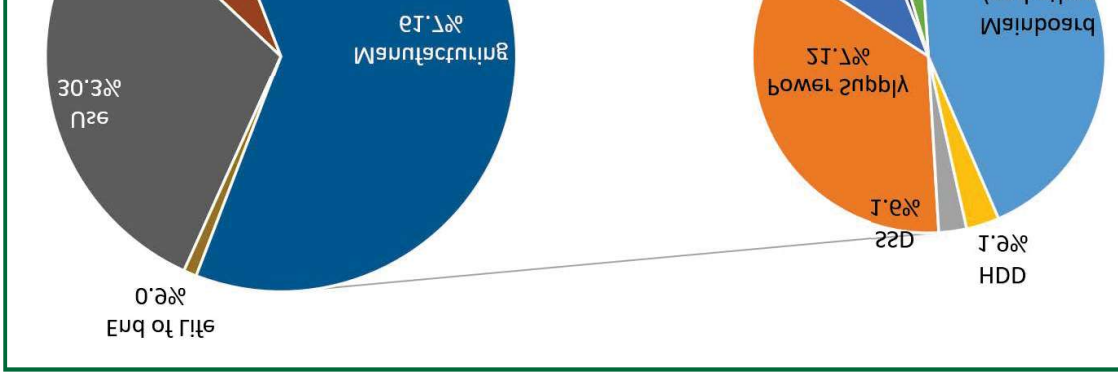 End of Life
0.9%
HDD
1.9%
SSD
1.6%
Use
30.3%
Power Supply
21.7%
Manufacturing
61.7%
Mainboard